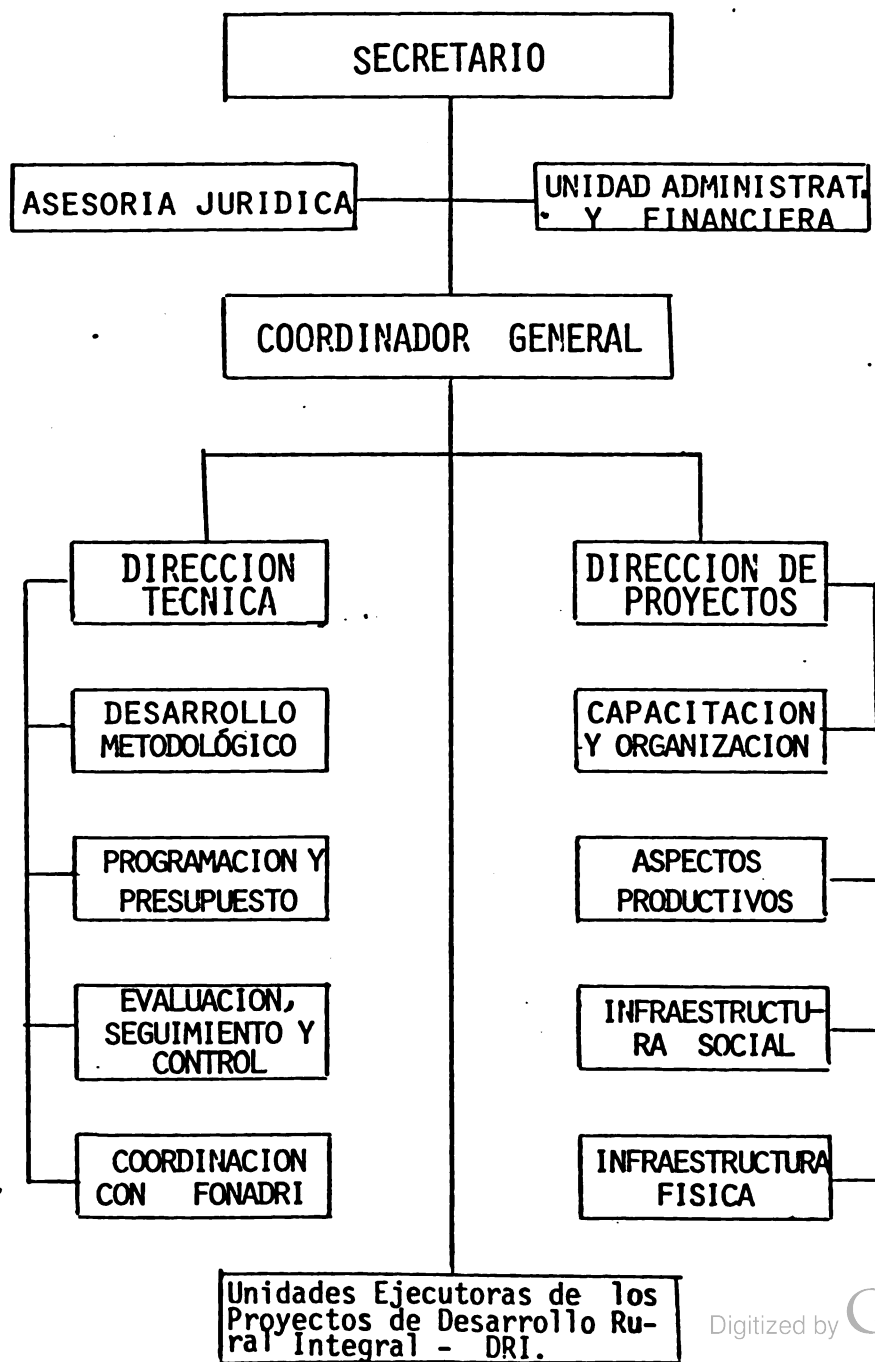 SECRETARIO
ASESORIA JURIDICA
UNIDAD ADMINISTRAT.
Y FINANCIERA
COORDINADOR GENERAL
DIRECCION
TECNICA
DIRECCION DE
PROYECTOS
DESARROLLO
METODOLÓGICO
CAPACITACION
Y ORGANIZACION
PROGRAMACION Y
PRESUPUESTO
ASPECTOS
PRODUCTIVOS
EVALUACION,
SEGUIMIENTO Y
CONTROL
INFRAESTRUCTU-
RA SOCIAL
COORDINACION
CON FONADRI
INFRAESTRUCTURA
FISICA
Unidades Ejecutoras de los
Proyectos de Desarrollo Ru-
ral Integral - DRI.
Digitized by